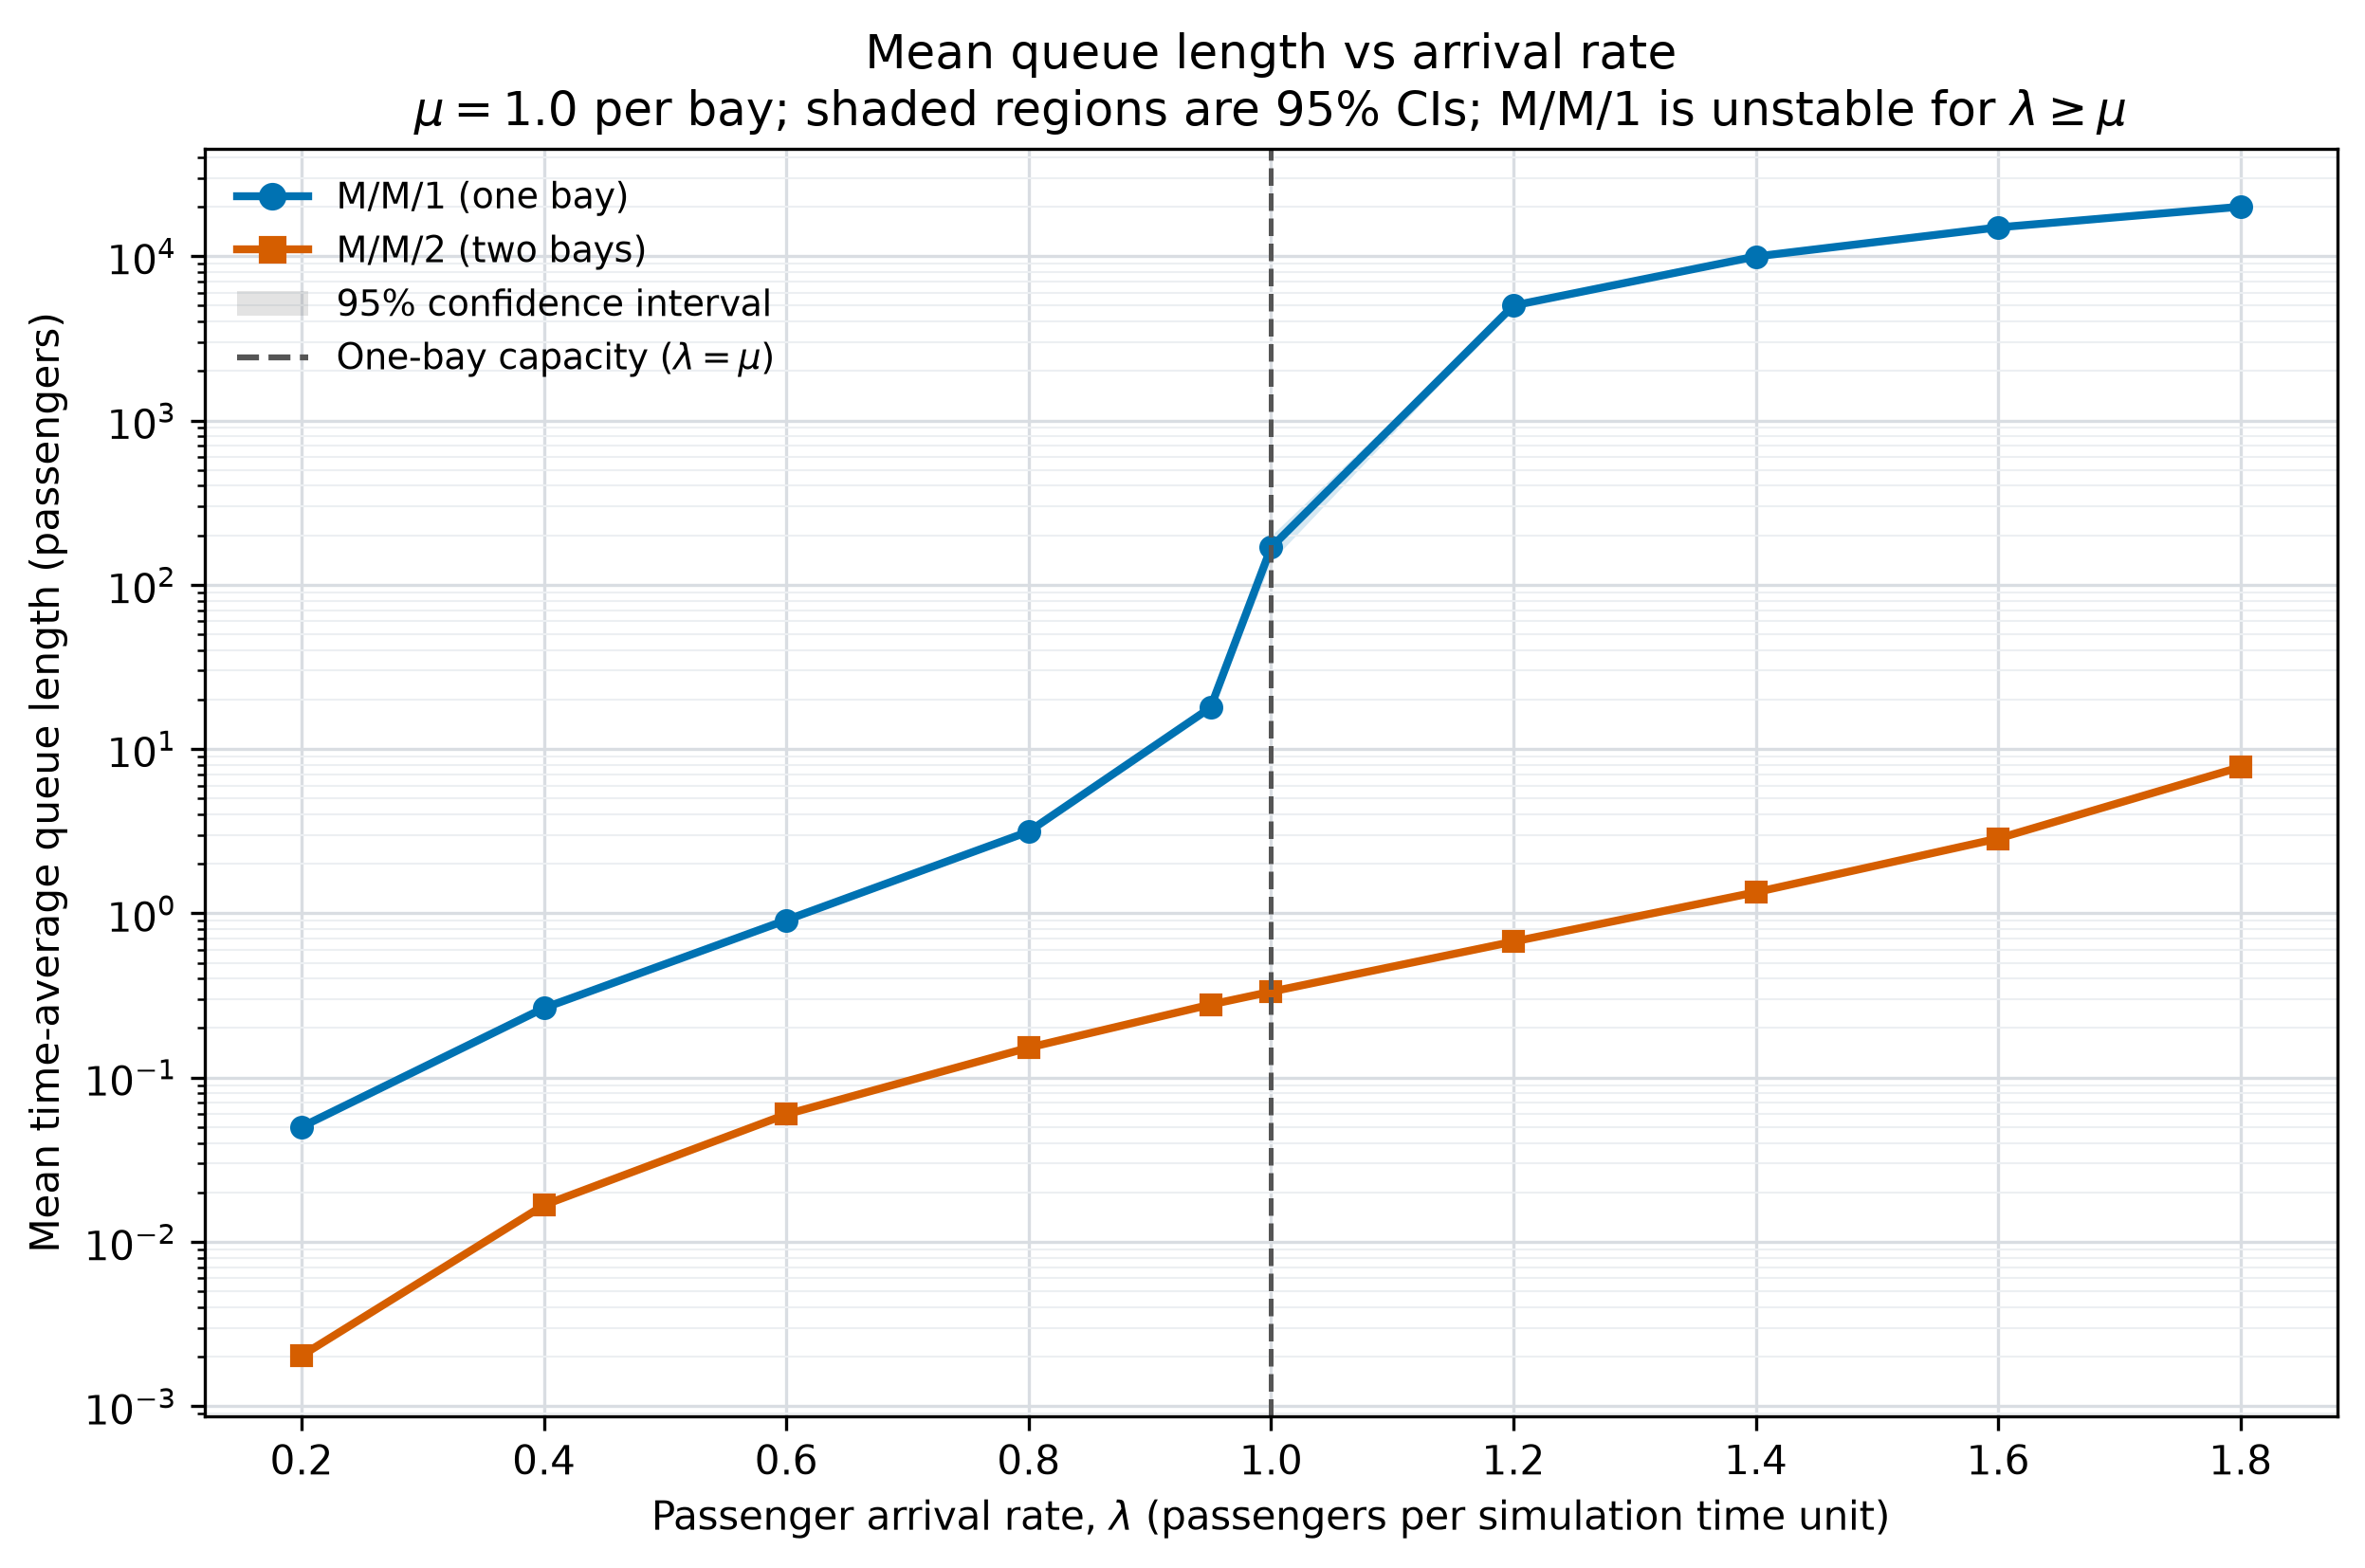 Mean queue length vs arrival rate
μ = 1.0 per bay; shaded regions are 95% CIs; M/M/1 is unstable for λ ≥ μ
M/M/1 (one bay)
M/M/2 (two bays)
95% confidence interval
One-bay capacity (λ = μ)
Mean time-average queue length (passengers)
10⁴
10³
10²
10¹
10⁰
10⁻¹
10⁻²
10⁻³
0.2 0.4 0.6 0.8 1.0 1.2 1.4 1.6 1.8
Passenger arrival rate, λ (passengers per simulation time unit)